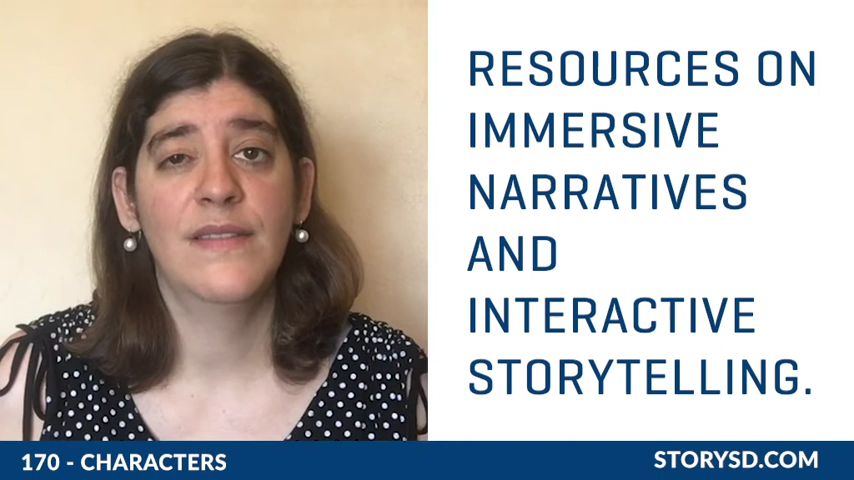 RESOURCES ON
IMMERSIVE
NARRATIVES
AND
INTERACTIVE
STORYTELLING.
170 - CHARACTERS
STORYSD.COM